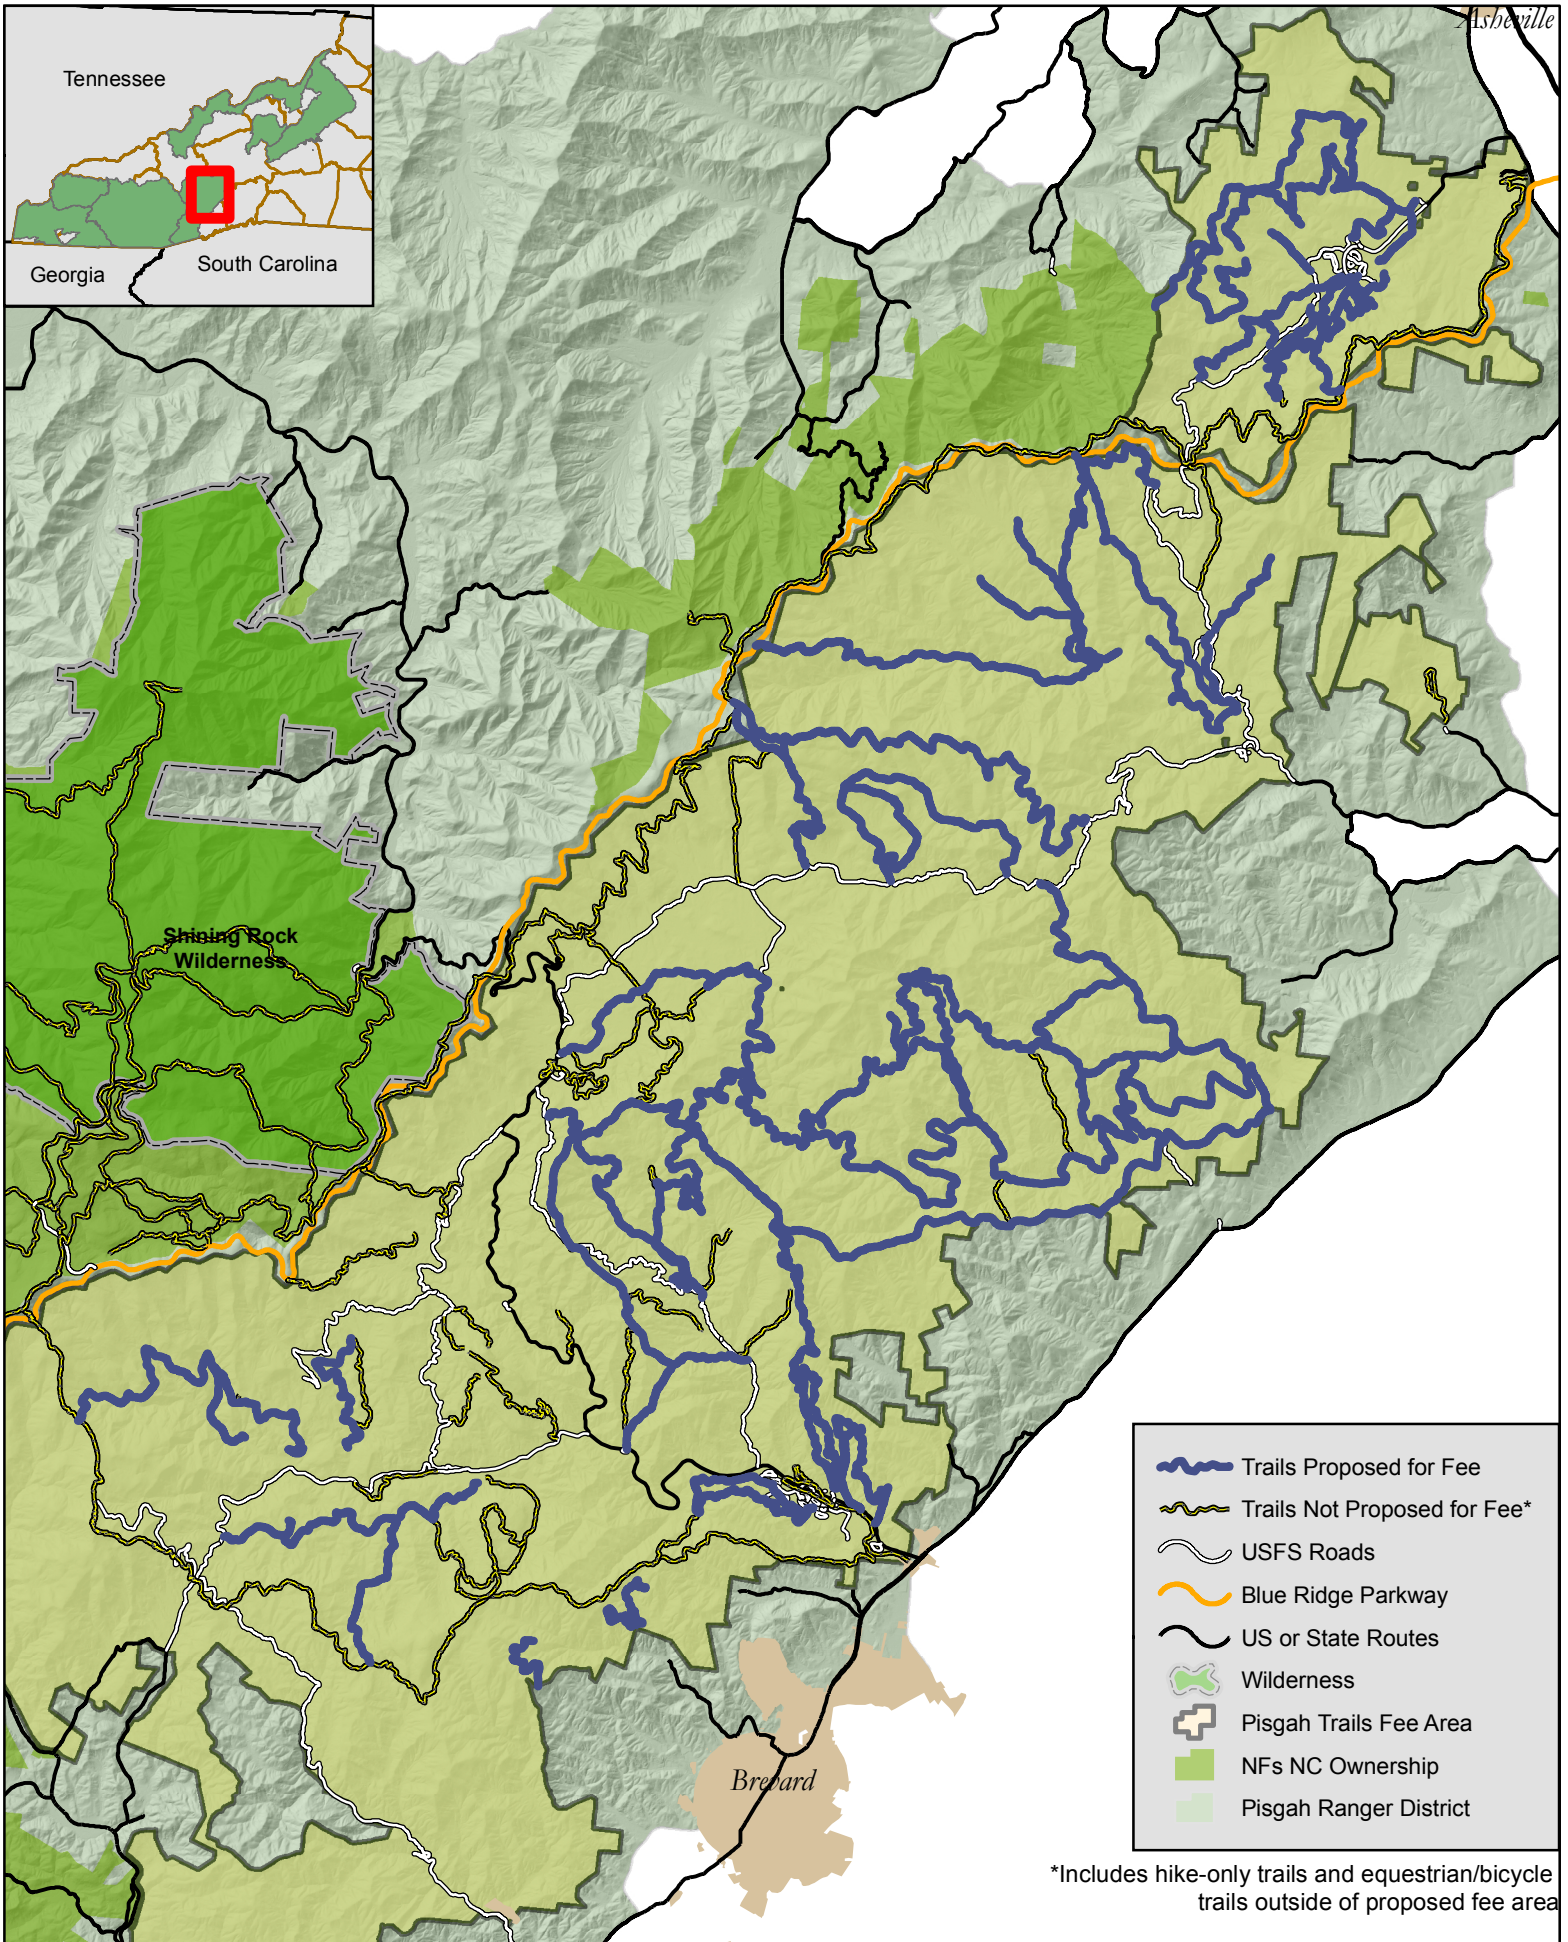 Asheville
Tennessee
Georgia
South Carolina
Shining Rock
Wilderness
Brevard
Trails Proposed for Fee
Trails Not Proposed for Fee*
USFS Roads
Blue Ridge Parkway
US or State Routes
Wilderness
Pisgah Trails Fee Area
NFs NC Ownership
Pisgah Ranger District
*Includes hike-only trails and equestrian/bicycle
trails outside of proposed fee area